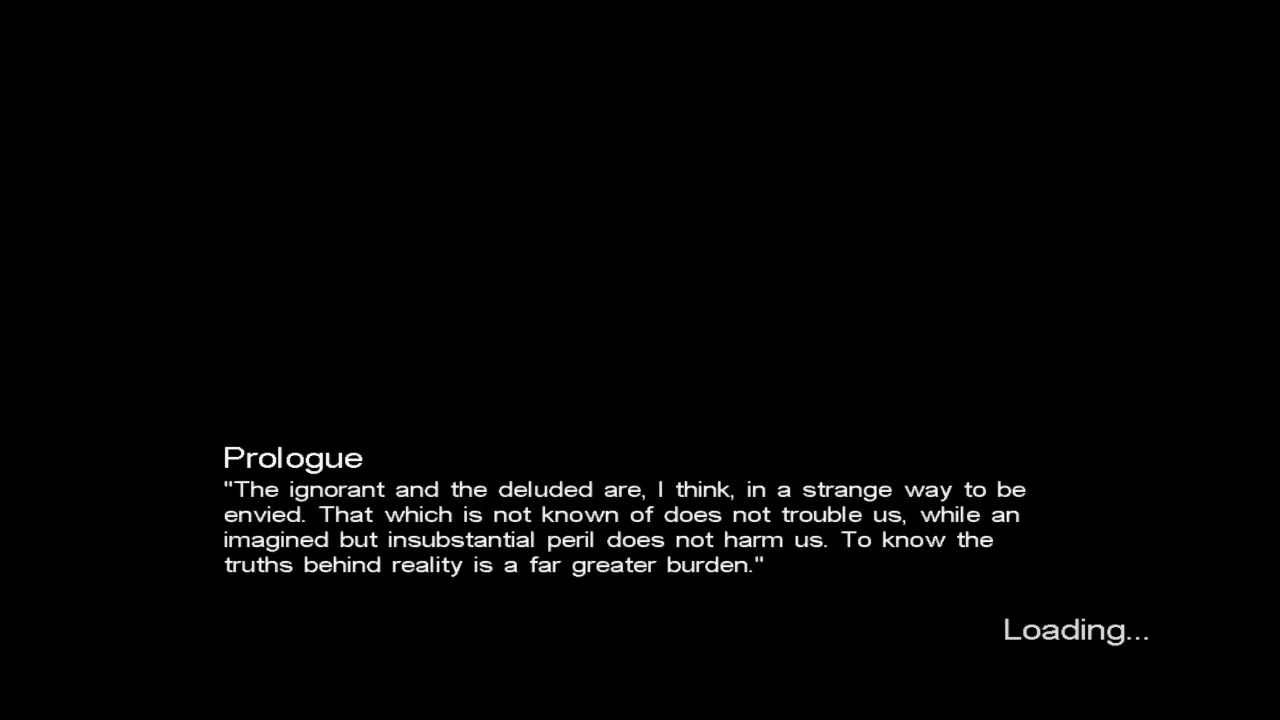 Prologue
"The ignorant and the deluded are, I think, in a strange way to be
envied. That which is not known of does not trouble us, while an
imagined but insubstantial peril does not harm us. To know the
truths behind reality is a far greater burden."
Loading...